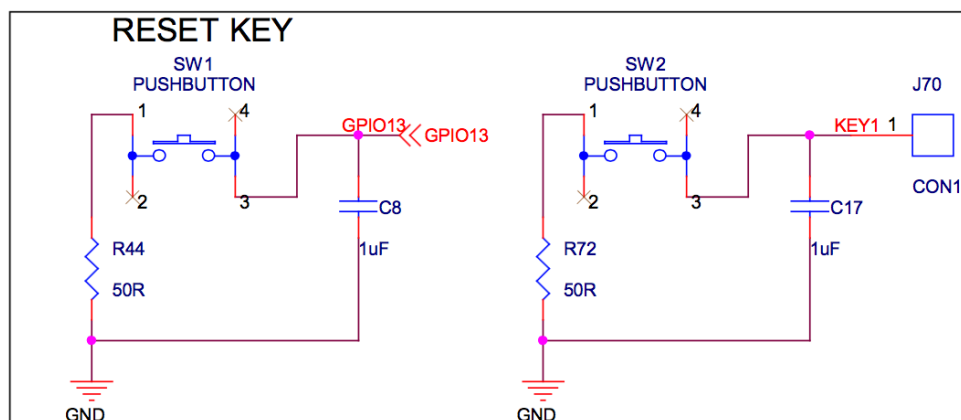 RESET KEY
SW1
PUSHBUTTON
1
4
2
3
GPIO13
GPIO13
C8
1uF
R44
50R
GND
SW2
PUSHBUTTON
1
4
2
3
KEY1
1
J70
CON1
C17
1uF
R72
50R
GND